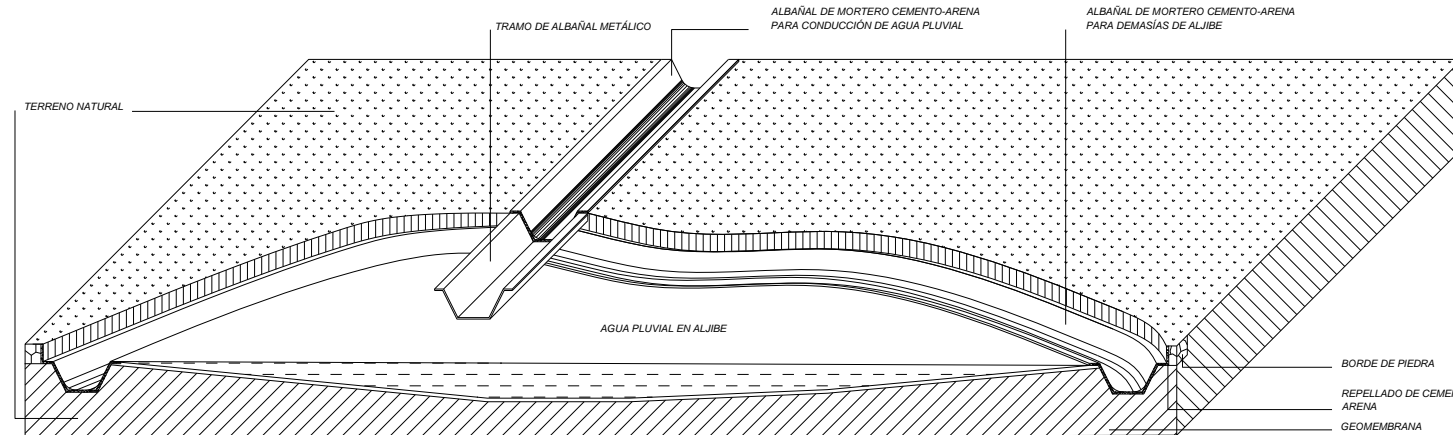 ALBAÑAL DE MORTERO CEMENTO-ARENA
PARA CONDUCCIÓN DE AGUA PLUVIAL
ALBAÑAL DE MORTERO CEMENTO-ARENA
PARA DEMASÍAS DE ALJIBE
TRAMO DE ALBAÑAL METÁLICO
TERRENO NATURAL
AGUA PLUVIAL EN ALJIBE
BORDE DE PIEDRA
REPELLADO DE CEME
ARENA
GEOMEMBRANA